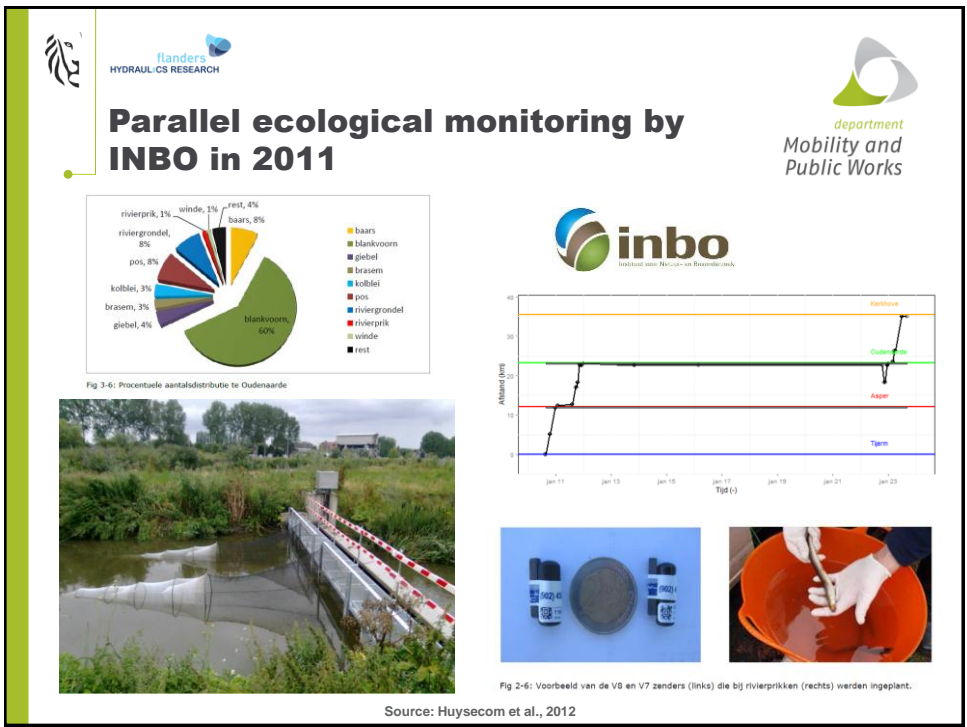 flanders
HYDRAULICS RESEARCH
Parallel ecological monitoring by
INBO in 2011
department
Mobility and
Public Works
rivierprik, 1%
winde, 1%
rest, 4%
baars, 8%
riviergrondel,
8%
pos, 8%
kolblei, 3%
brasem, 3%
giebel, 4%
blankvoorn,
60%
baars
blankvoorn
giebel
brasem
kolblei
pos
riviergrondel
rivierprik
winde
rest
Fig 3-6: Procentuele aantalsdistributie te Oudenaarde
inbo
Afstand (km)
40
30
20
10
0
Kerkhove
Oudenaarde
Asper
Tijarm
jan 11
jan 13
jan 15
jan 17
jan 19
jan 21
jan 23
Tijd (-)
(902) 4
(902) 4
Fig 2-6: Voorbeeld van de V8 en V7 zenders (links) die bij rivierprikken (rechts) werden ingeplant.
Source: Huysecom et al., 2012